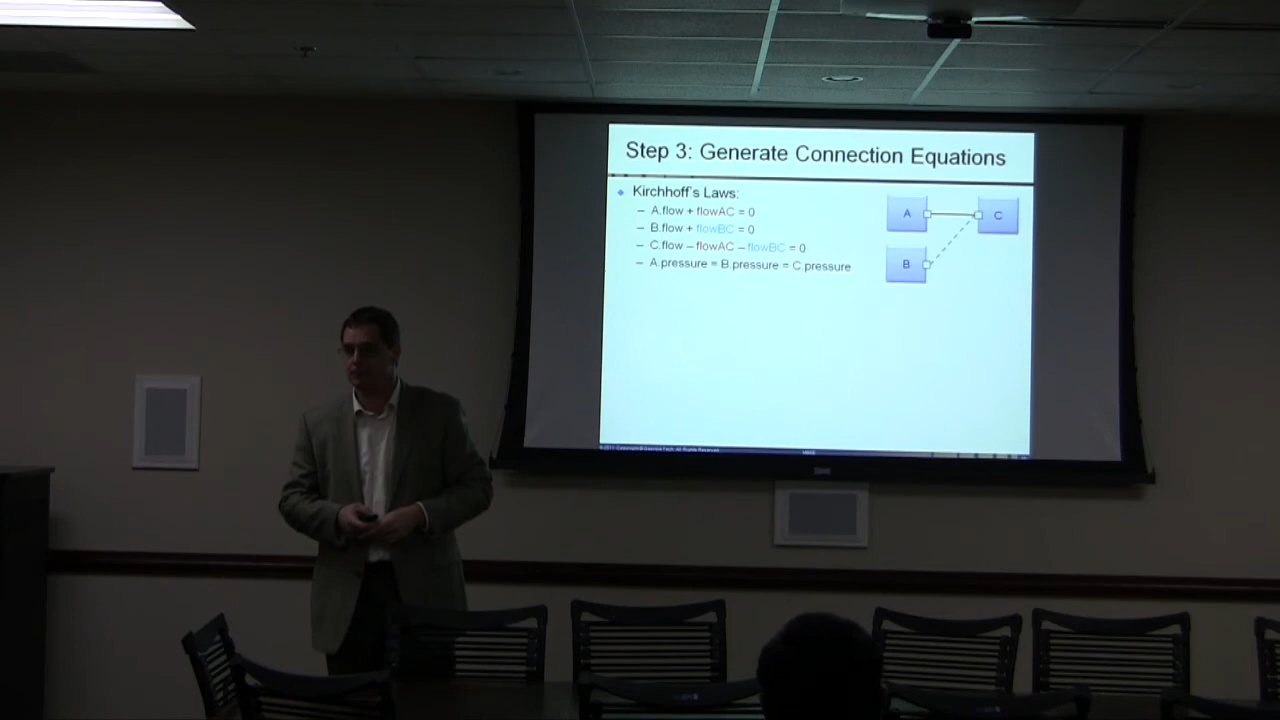 Step 3: Generate Connection Equations
Kirchhoff's Laws:
– A.flow + flowAC = 0
– B.flow + flowBC = 0
– C.flow – flowAC – flowBC = 0
– A.pressure = B.pressure = C.pressure
A
C
B